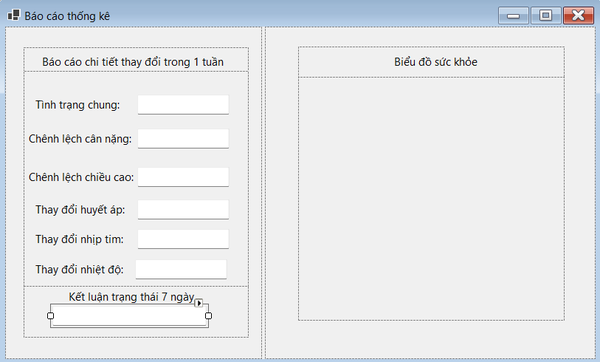 Báo cáo thống kê
Báo cáo chi tiết thay đổi trong 1 tuần
Tình trạng chung:
Chênh lệch cân nặng:
Chênh lệch chiều cao:
Thay đổi huyết áp:
Thay đổi nhịp tim:
Thay đổi nhiệt độ:
Kết luận trạng thái 7 ngày
Biểu đồ sức khỏe